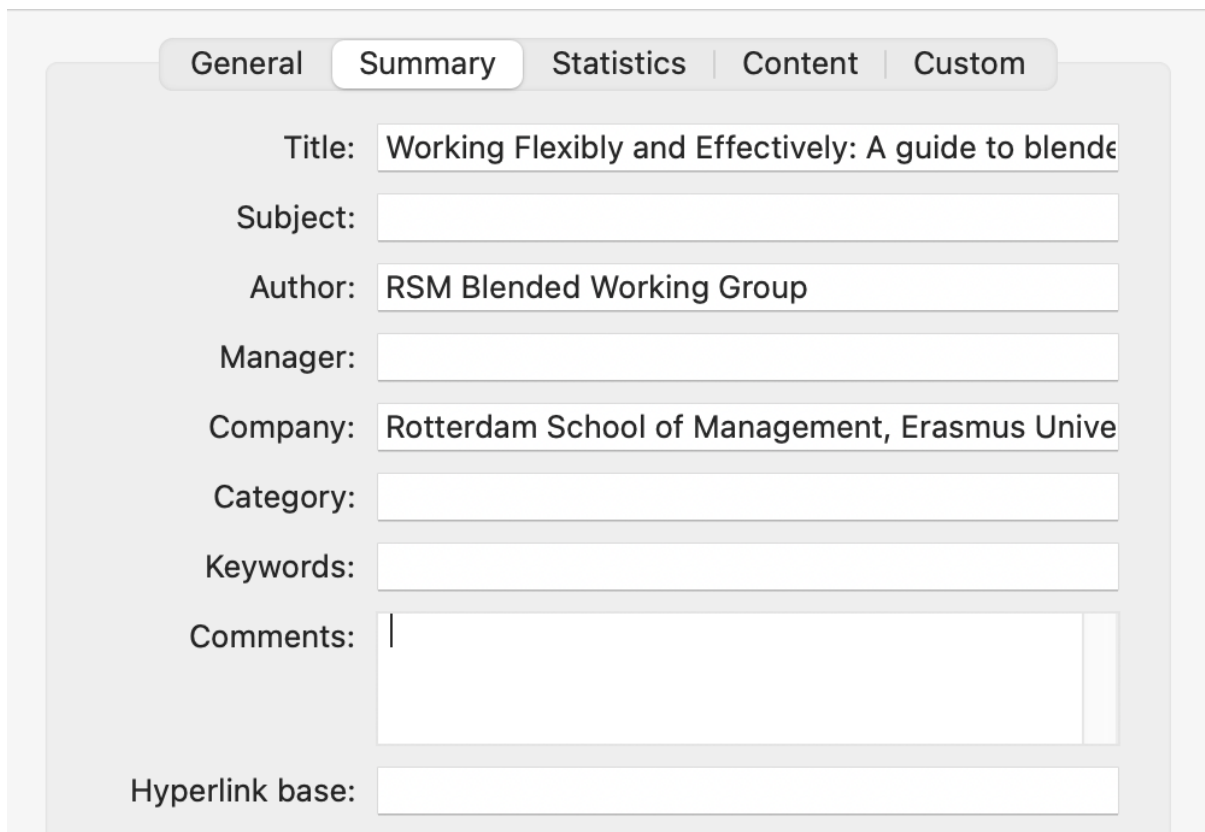 General Summary Statistics Content Custom
Title: Working Flexibly and Effectively: A guide to blende
Subject:
Author: RSM Blended Working Group
Manager:
Company: Rotterdam School of Management, Erasmus Unive
Category:
Keywords:
Comments:
Hyperlink base: